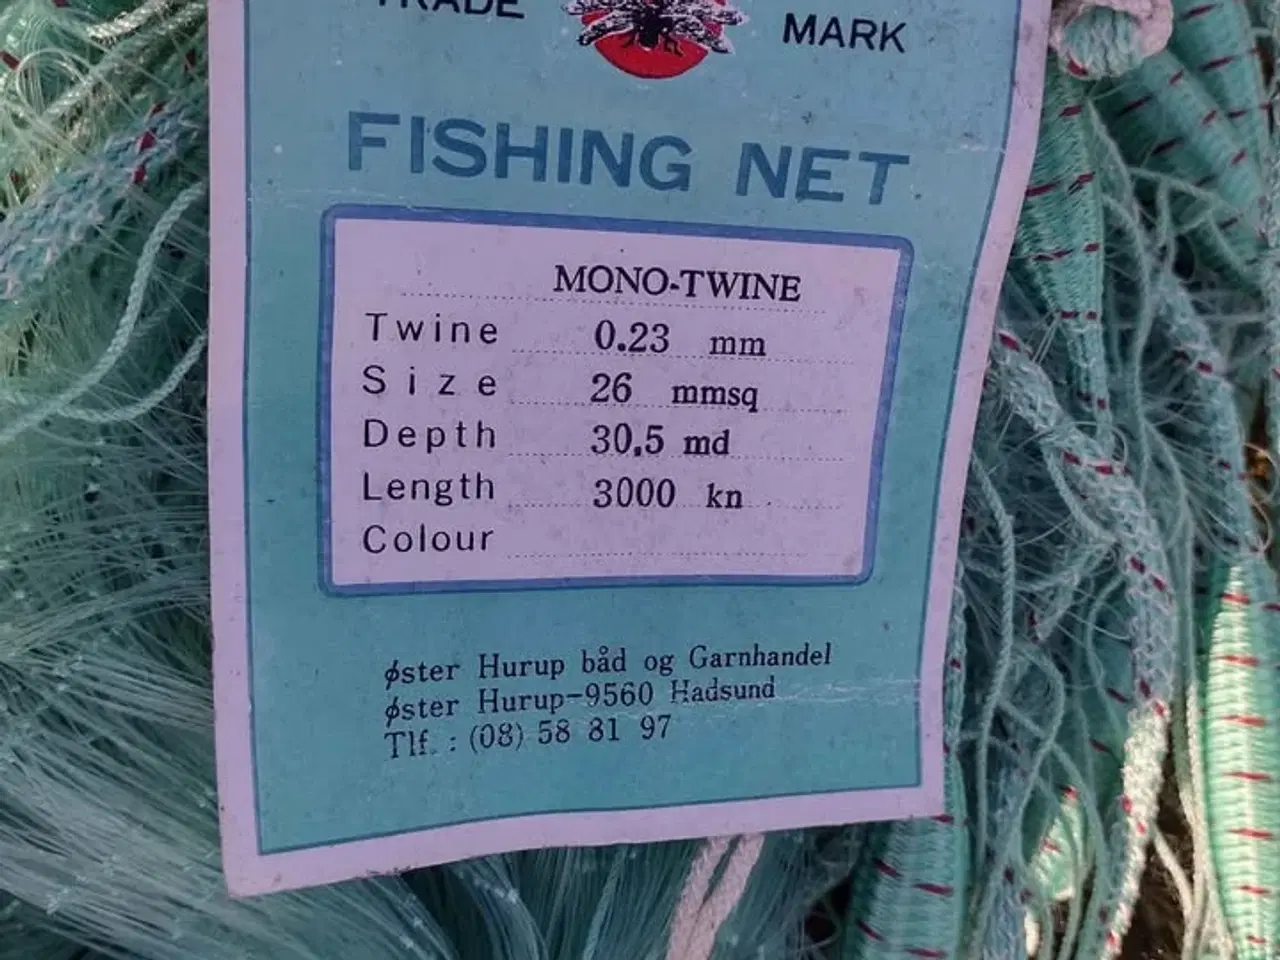 TRADE MARK
FISHING NET
MONO-TWINE
Twine 0.23 mm
Size 26 mmsq
Depth 30.5 md
Length 3000 kn
Colour
øster Hurup båd og Garnhandel
øster Hurup-9560 Hadsund
Tlf. : (08) 58 81 97